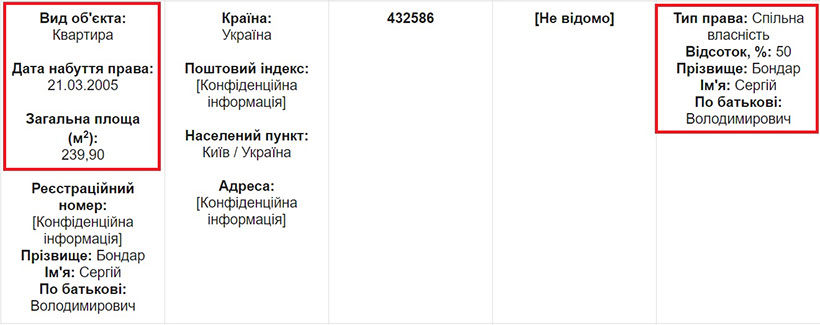 Вид об'єкта:
Квартира
Дата набуття права:
21.03.2005
Загальна площа
(м²):
239,90
Реєстраційний
номер:
[Конфіденційна
інформація]
Прізвище: Бондар
Ім'я: Сергій
По батькові:
Володимирович
Країна:
Україна
Поштовий індекс:
[Конфіденційна
інформація]
Населений пункт:
Київ / Україна
Адреса:
[Конфіденційна
інформація]
432586
[Не відомо]
Тип права: Спільна
власність
Відсоток, %: 50
Прізвище: Бондар
Ім'я: Сергій
По батькові:
Володимирович